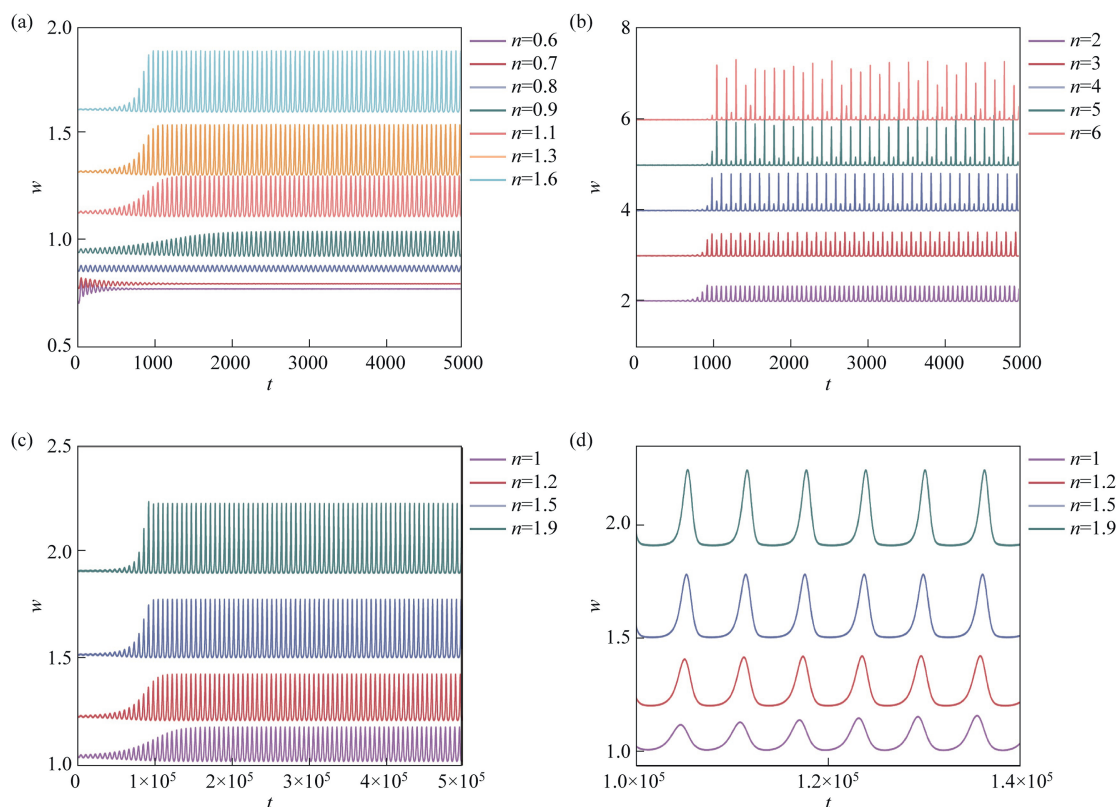 (a)
2.0
1.5
1.0
0.5
w
0
1000
2000
3000
4000
5000
t
n=0.6
n=0.7
n=0.8
n=0.9
n=1.1
n=1.3
n=1.6
(b)
8
6
4
2
w
0
1000
2000
3000
4000
5000
t
n=2
n=3
n=4
n=5
n=6
(c)
2.5
2.0
1.5
1.0
w
0
1×10⁵
2×10⁵
3×10⁵
4×10⁵
5×10⁵
t
n=1
n=1.2
n=1.5
n=1.9
(d)
2.0
1.5
1.0
w
1.0×10⁵
1.2×10⁵
1.4×10⁵
t
n=1
n=1.2
n=1.5
n=1.9